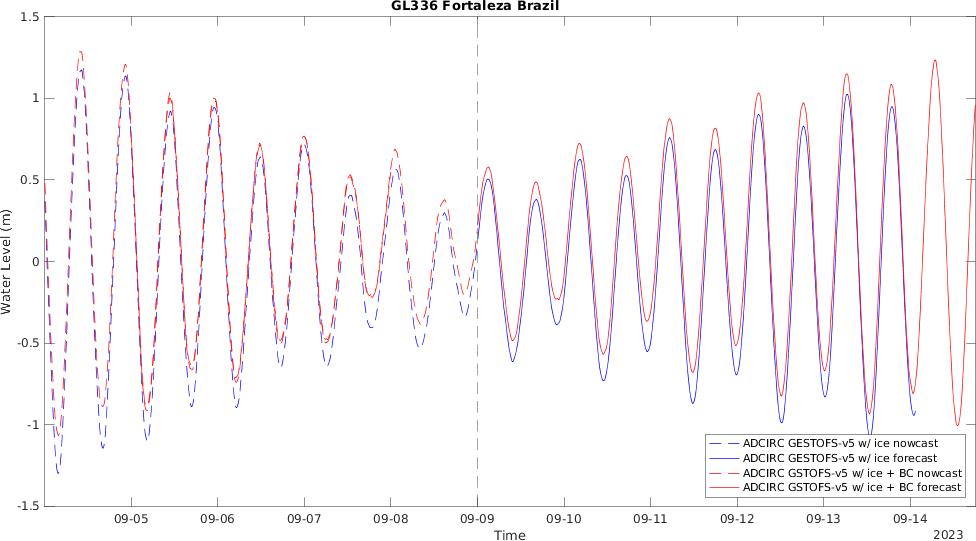 GL336 Fortaleza Brazil
1.5
1
0.5
0
-0.5
-1
-1.5
Water Level (m)
ADCIRC GESTOFS-v5 w/ ice nowcast
ADCIRC GESTOFS-v5 w/ ice forecast
ADCIRC GSTOFS-v5 w/ ice + BC nowcast
ADCIRC GSTOFS-v5 w/ ice + BC forecast
09-05 09-06 09-07 09-08 09-09 09-10 09-11 09-12 09-13 09-14
Time
2023